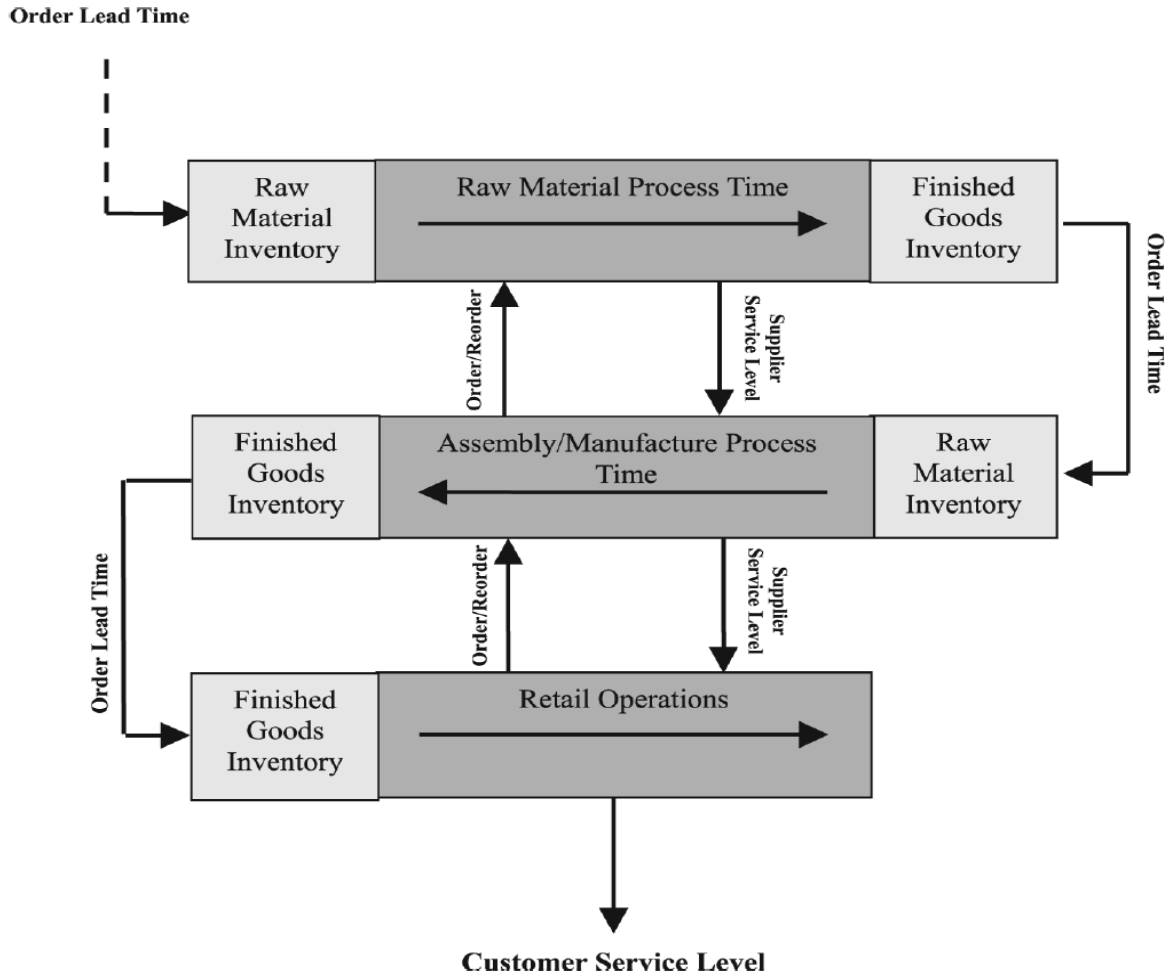 Order Lead Time
Raw
Material
Inventory
Raw Material Process Time
Finished
Goods
Inventory
Order Lead Time
Order/Reorder
Supplier
Service Level
Finished
Goods
Inventory
Assembly/Manufacture Process
Time
Raw
Material
Inventory
Order Lead Time
Order/Reorder
Supplier
Service Level
Finished
Goods
Inventory
Retail Operations
Customer Service Level